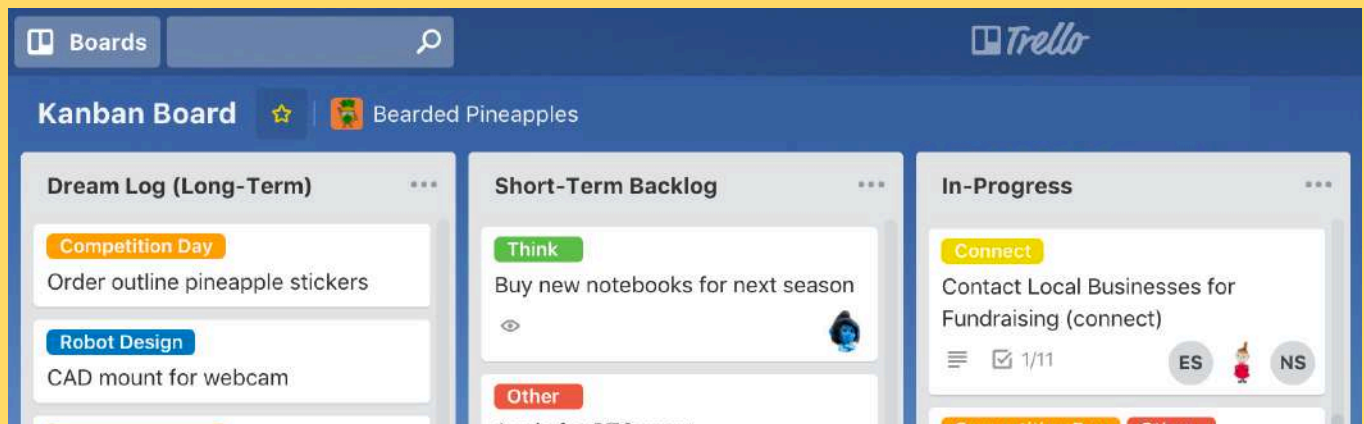 Boards
Trello
Kanban Board
Bearded Pineapples
Dream Log (Long-Term)
Competition Day
Order outline pineapple stickers
Robot Design
CAD mount for webcam
Short-Term Backlog
Think
Buy new notebooks for next season
Other
In-Progress
Connect
Contact Local Businesses for
Fundraising (connect)
1/11
ES
NS
Other